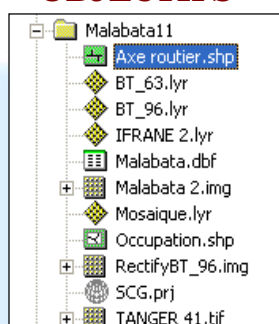 Malabata11
Axe routier.shp
BT_63.lyr
BT_96.lyr
IFRANE 2.lyr
Malabata.dbf
Malabata 2.img
Mosaique.lyr
Occupation.shp
RectifyBT_96.img
SCG.prj
TANGER 41.tif